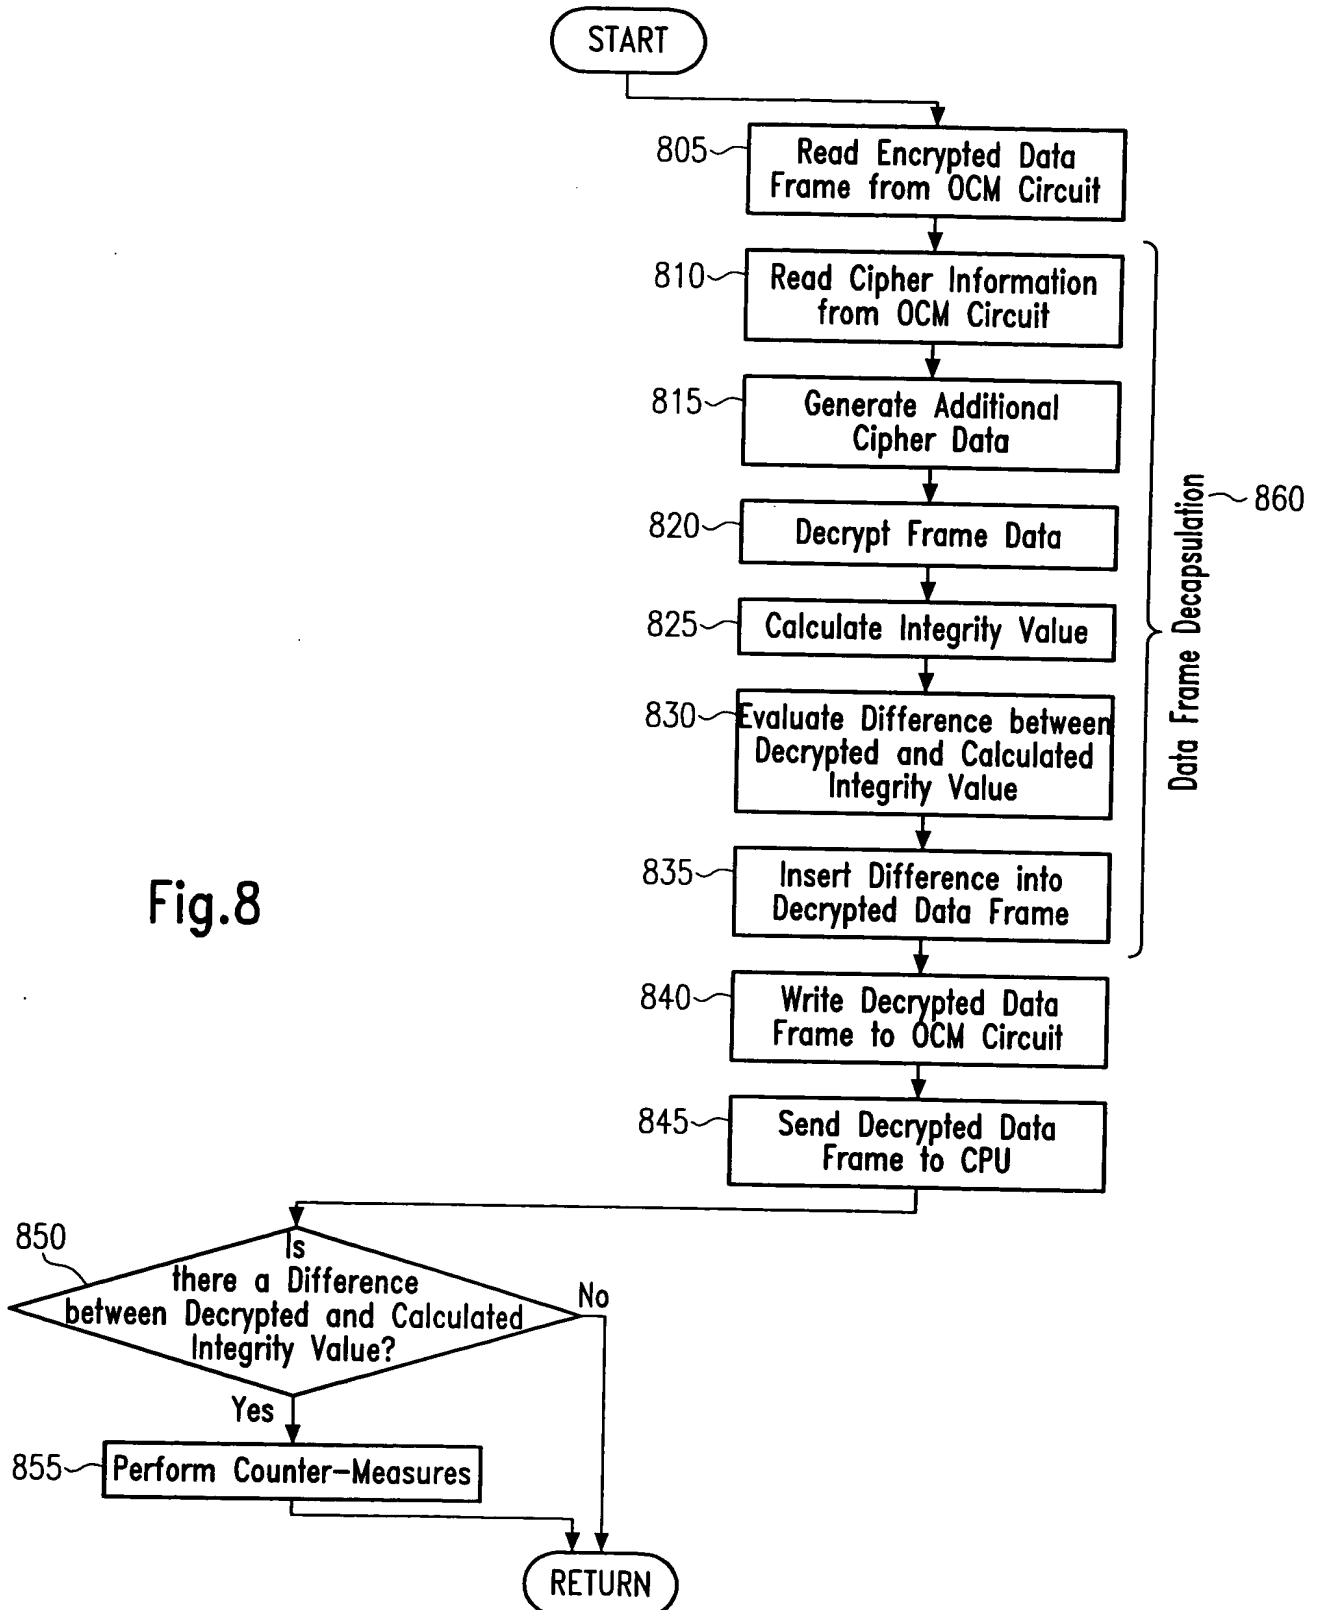 START
805
Read Encrypted Data
Frame from OCM Circuit
810
Read Cipher Information
from OCM Circuit
815
Generate Additional
Cipher Data
820
Decrypt Frame Data
825
Calculate Integrity Value
830
Evaluate Difference between
Decrypted and Calculated
Integrity Value
835
Insert Difference into
Decrypted Data Frame
Data Frame Decapsulation
860
840
Write Decrypted Data
Frame to OCM Circuit
845
Send Decrypted Data
Frame to CPU
850
Is
there a Difference
between Decrypted and Calculated
Integrity Value?
No
Yes
855
Perform Counter-Measures
RETURN
Fig.8